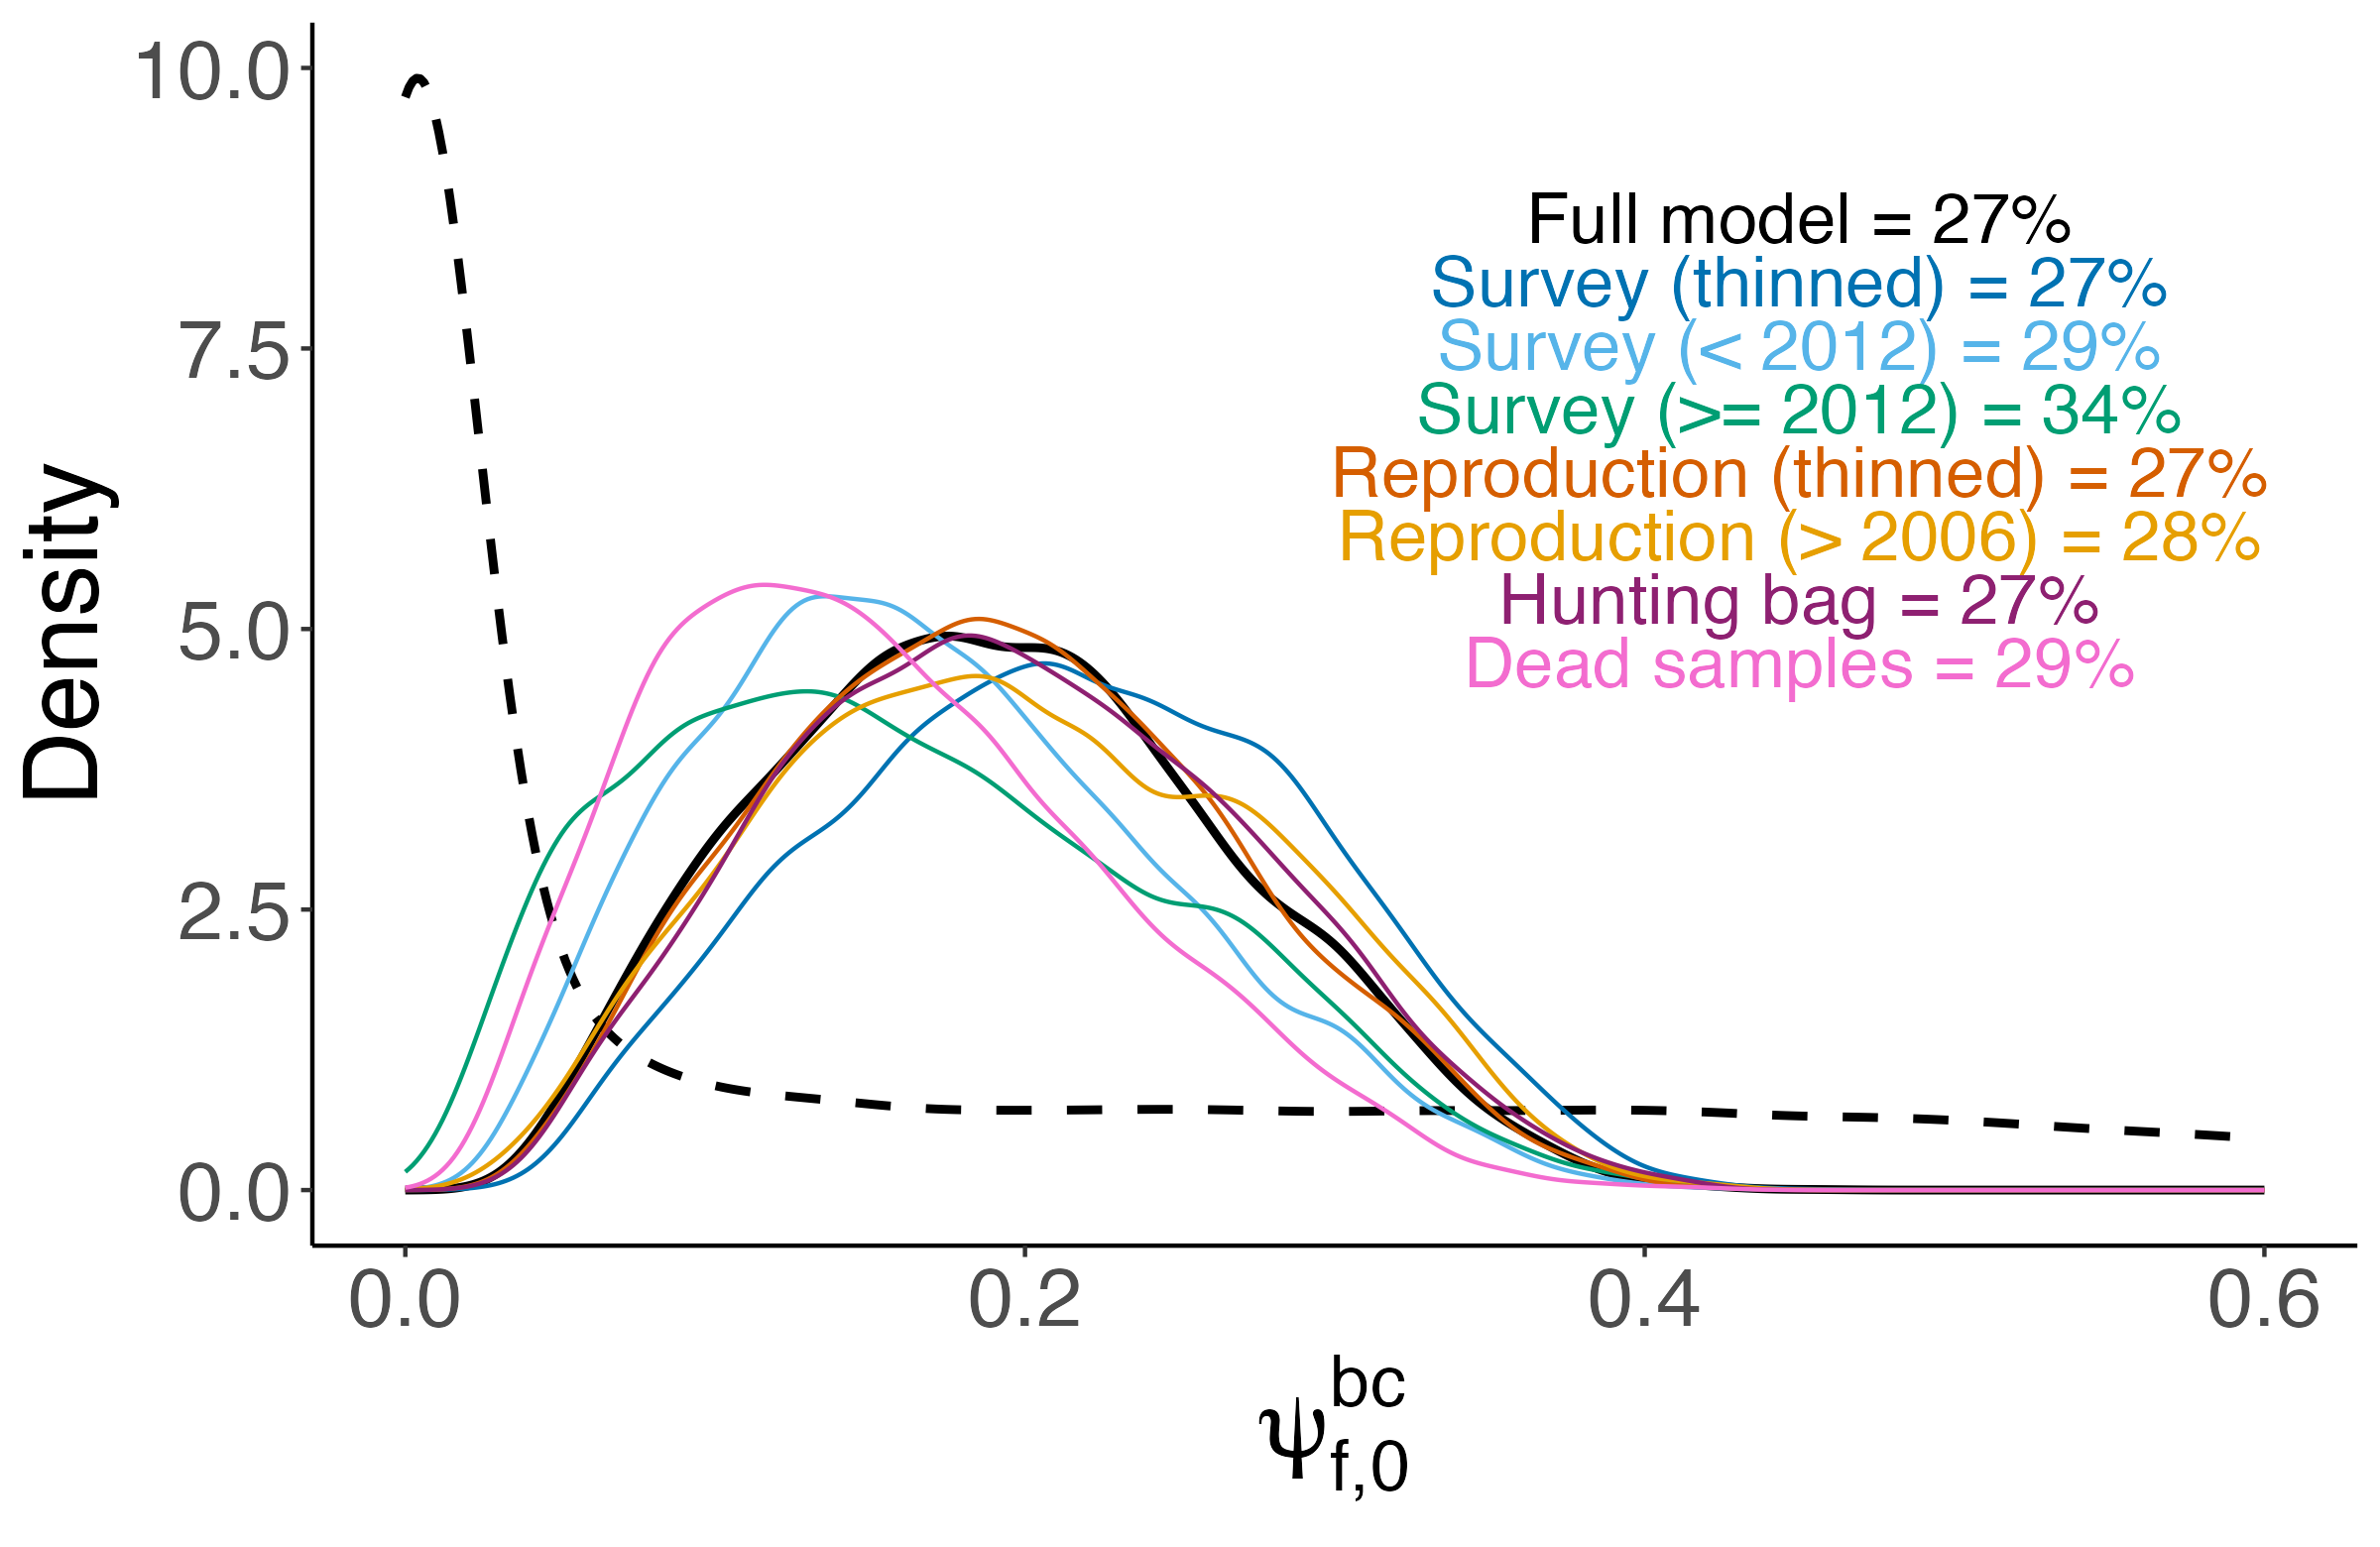 10.0
7.5
5.0
2.5
0.0
Density
Full model = 27%
Survey (thinned) = 27%
Survey (< 2012) = 29%
Survey (>= 2012) = 34%
Reproduction (thinned) = 27%
Reproduction (> 2006) = 28%
Hunting bag = 27%
Dead samples = 29%
0.0 0.2 0.4 0.6
ψ bc f,0